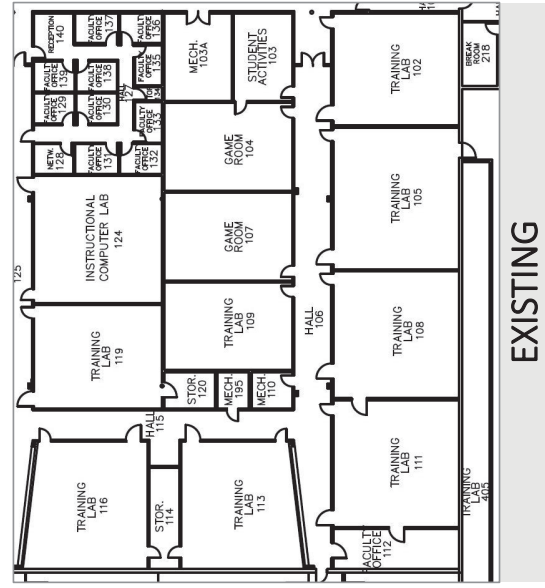 RECEPTION
140
FACULTY
OFFICE
137
FACULTY
OFFICE
136
FACULTY
OFFICE
139
FACULTY
OFFICE
138
FACULTY
OFFICE
135
FACULTY
OFFICE
129
FACULTY
OFFICE
130
HALL
127
FACULTY
OFFICE
133
NETW.
128
FACULTY
OFFICE
131
FACULTY
OFFICE
132
MECH.
103A
STUDENT
ACTIVITIES
103
TRAINING
LAB
102
BREAK
ROOM
218
GAME
ROOM
104
TRAINING
LAB
105
INSTRUCTIONAL
COMPUTER LAB
124
125
GAME
ROOM
107
TRAINING
LAB
109
HALL
106
TRAINING
LAB
108
TRAINING
LAB
119
STOR.
120
MECH.
195
MECH.
110
HALL
115
TRAINING
LAB
116
STOR.
114
TRAINING
LAB
113
TRAINING
LAB
111
FACULTY
OFFICE
112
TRAINING
LAB
405
EXISTING